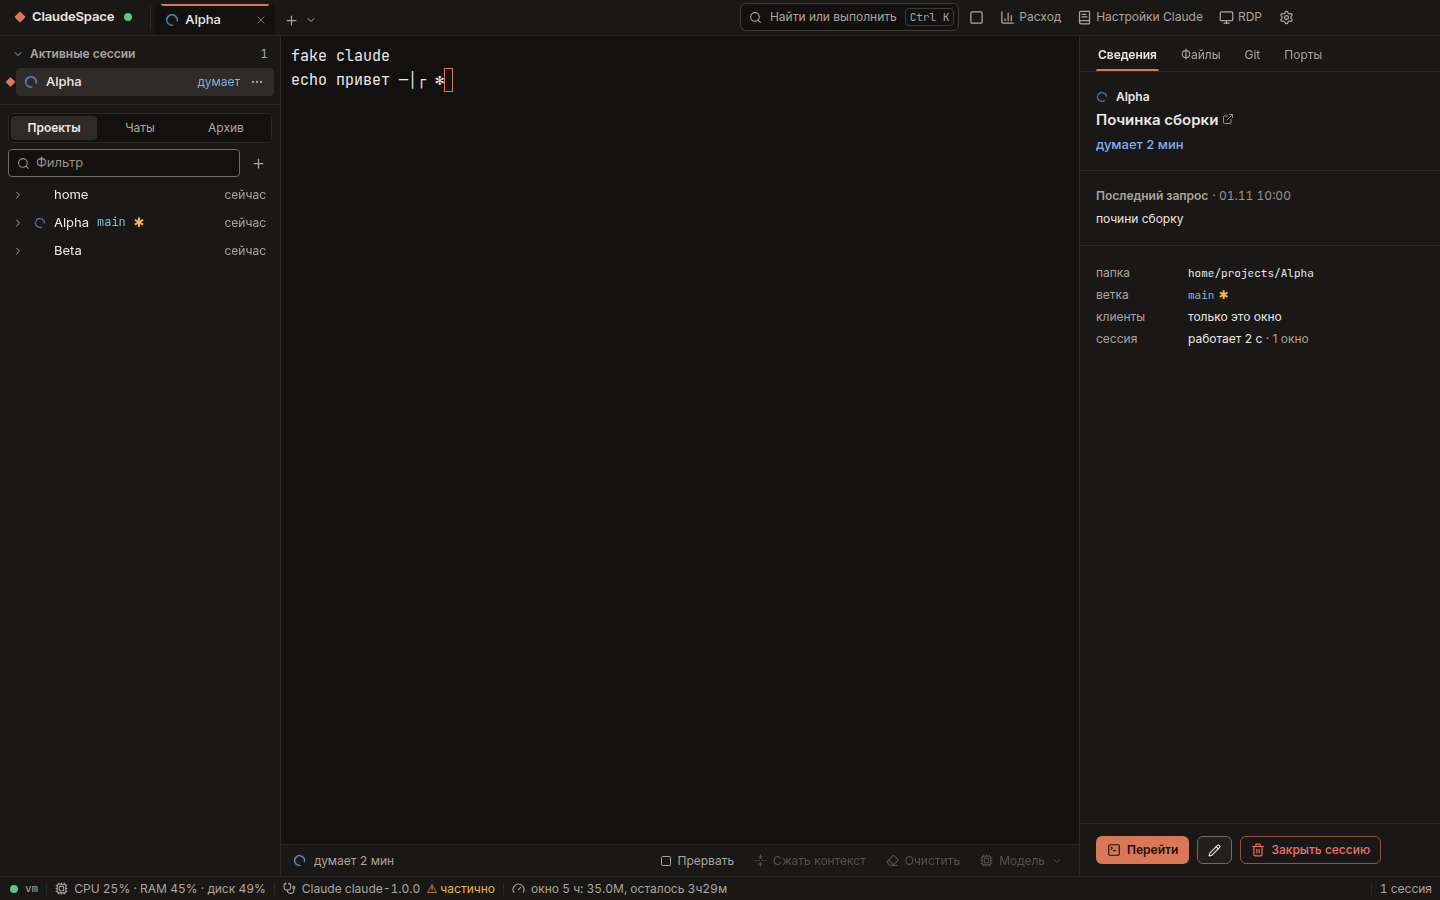 ClaudeSpace
Alpha
Найти или выполнить Ctrl K
Расход
Настройки Claude
RDP
Активные сессии 1
Alpha думает ···
Проекты Чаты Архив
Фильтр
home сейчас
Alpha main ✱ сейчас
Beta сейчас
fake claude
echo привет ─│┌ ✻
думает 2 мин
Прервать Сжать контекст Очистить Модель
Сведения Файлы Git Порты
Alpha
Починка сборки
думает 2 мин
Последний запрос · 01.11 10:00
почини сборку
папка home/projects/Alpha
ветка main ✱
клиенты только это окно
сессия работает 2 с · 1 окно
Перейти
Закрыть сессию
vm CPU 25% · RAM 45% · диск 49% Claude claude-1.0.0 ⚠ частично окно 5 ч: 35.0M, осталось 3ч29м 1 сессия